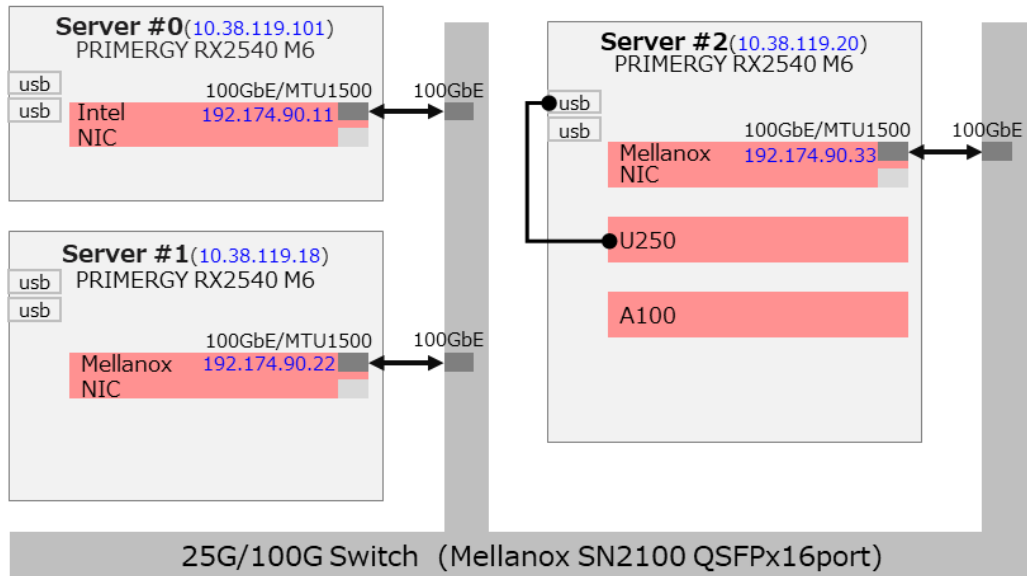 Server #0(10.38.119.101)
PRIMERGY RX2540 M6
usb
usb
100GbE/MTU1500
100GbE
Intel
NIC
192.174.90.11
Server #1(10.38.119.18)
PRIMERGY RX2540 M6
usb
usb
100GbE/MTU1500
100GbE
Mellanox
NIC
192.174.90.22
Server #2(10.38.119.20)
PRIMERGY RX2540 M6
usb
usb
100GbE/MTU1500
100GbE
Mellanox
NIC
192.174.90.33
U250
A100
25G/100G Switch (Mellanox SN2100 QSFPx16port)